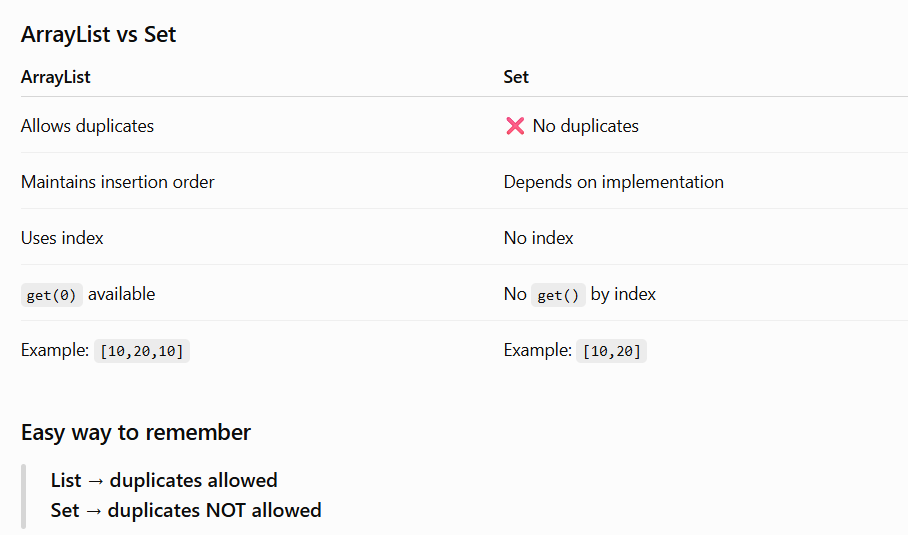 ArrayList vs Set
ArrayList Set
Allows duplicates ❌ No duplicates
Maintains insertion order Depends on implementation
Uses index No index
get(0) available No get() by index
Example: [10,20,10] Example: [10,20]
Easy way to remember
List → duplicates allowed
Set → duplicates NOT allowed